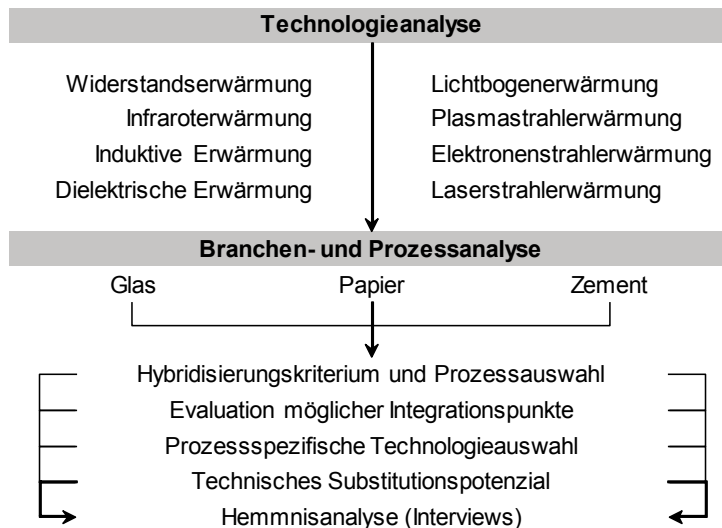 Technologieanalyse
Widerstandserwärmung
Infraroterwärmung
Induktive Erwärmung
Dielektrische Erwärmung
Lichtbogenerwärmung
Plasmastrahlerwärmung
Elektronenstrahlerwärmung
Laserstrahlerwärmung
Branchen- und Prozessanalyse
Glas Papier Zement
Hybridisierungskriterium und Prozessauswahl
Evaluation möglicher Integrationspunkte
Prozessspezifische Technologieauswahl
Technisches Substitutionspotenzial
Hemmnisanalyse (Interviews)